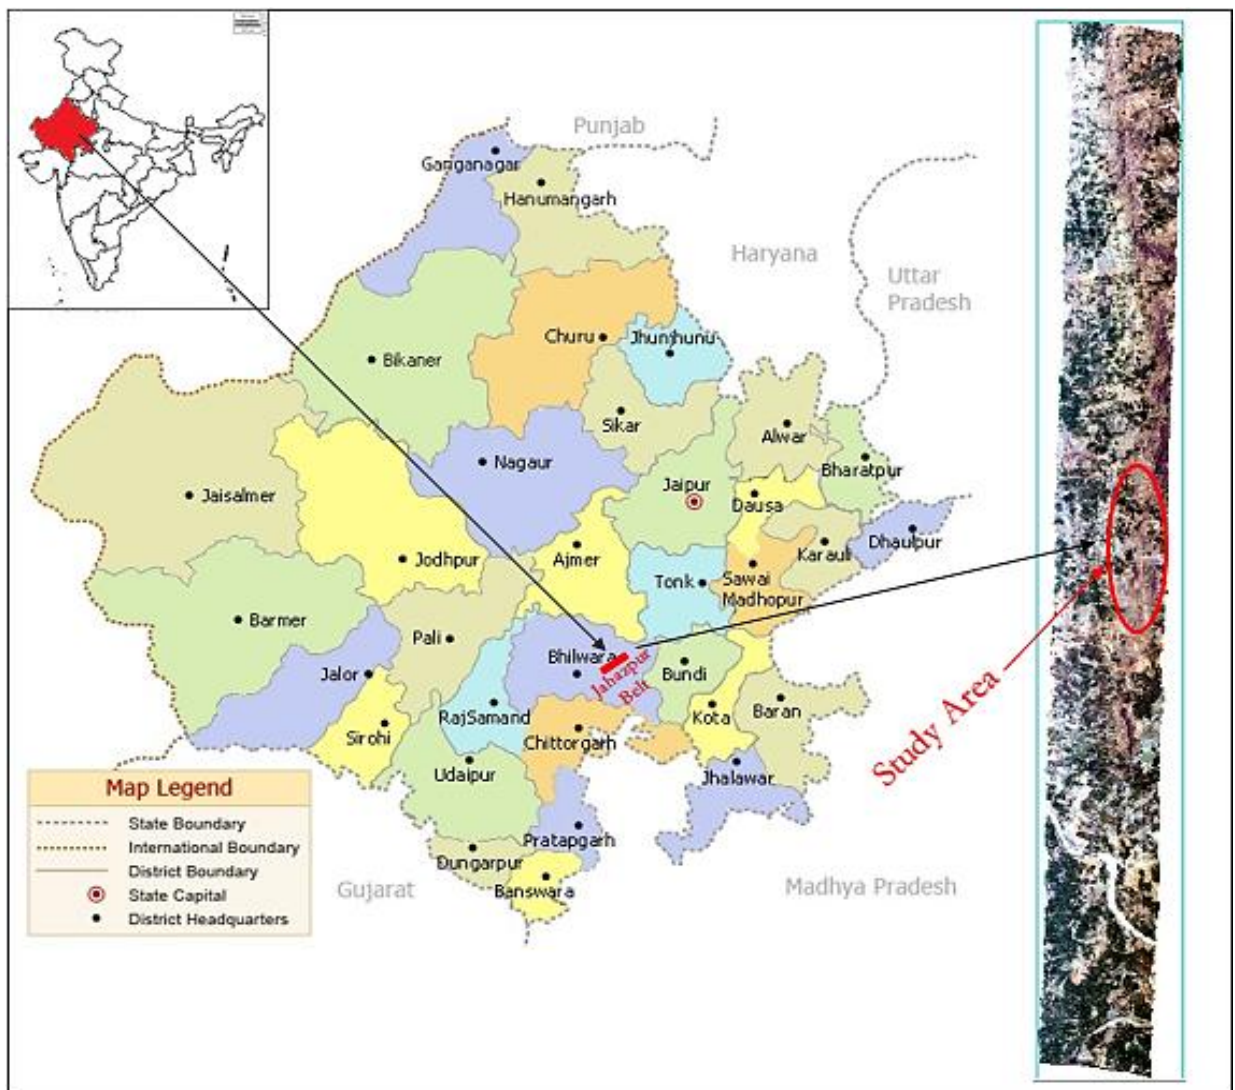 Punjab
Ganganagar
Hanumangarh
Haryana
Uttar
Pradesh
Churu
Jhunjhunu
Bikaner
Sikar
Alwar
Nagaur
Bharatpur
Jaipur
Jaisalmer
Dausa
Dhaulpur
Ajmer
Karauli
Jodhpur
Tonk
Sawai
Madhopur
Barmer
Pali
Bhilwara
Jahazpur
Belt
Bundi
Jalor
RajSamand
Kota
Baran
Sirohi
Chittorgarh
Study Area
Udaipur
Jhalawar
Pratapgarh
Dungarpur
Banswara
Gujarat
Madhya Pradesh
Map Legend
State Boundary
International Boundary
District Boundary
State Capital
District Headquarters